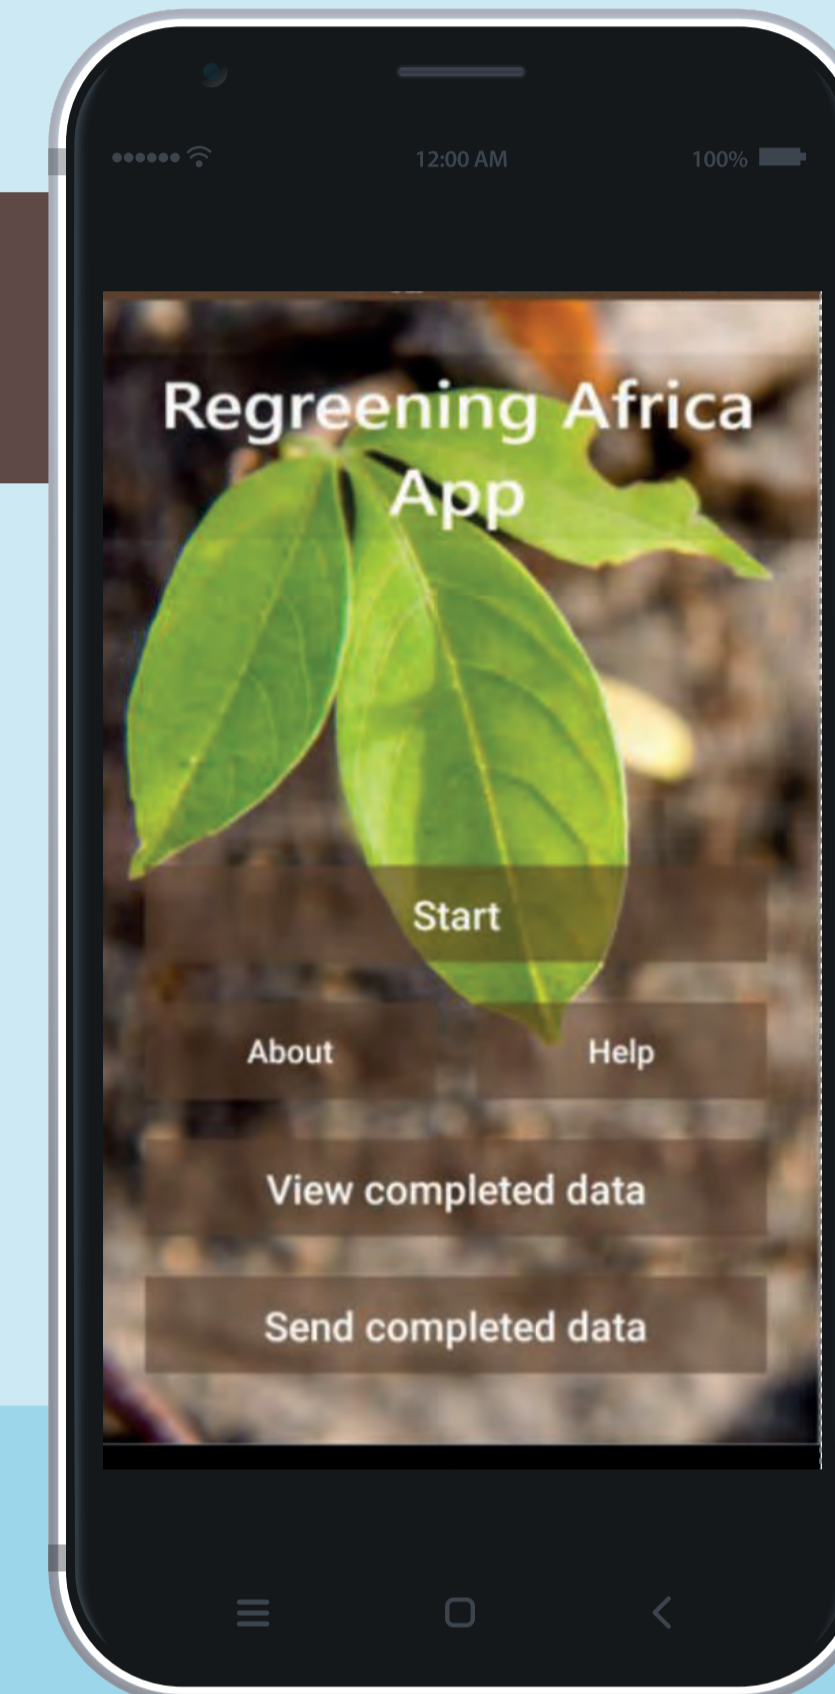 12:00 AM 100%
Regreening Africa
App
Start
About Help
View completed data
Send completed data